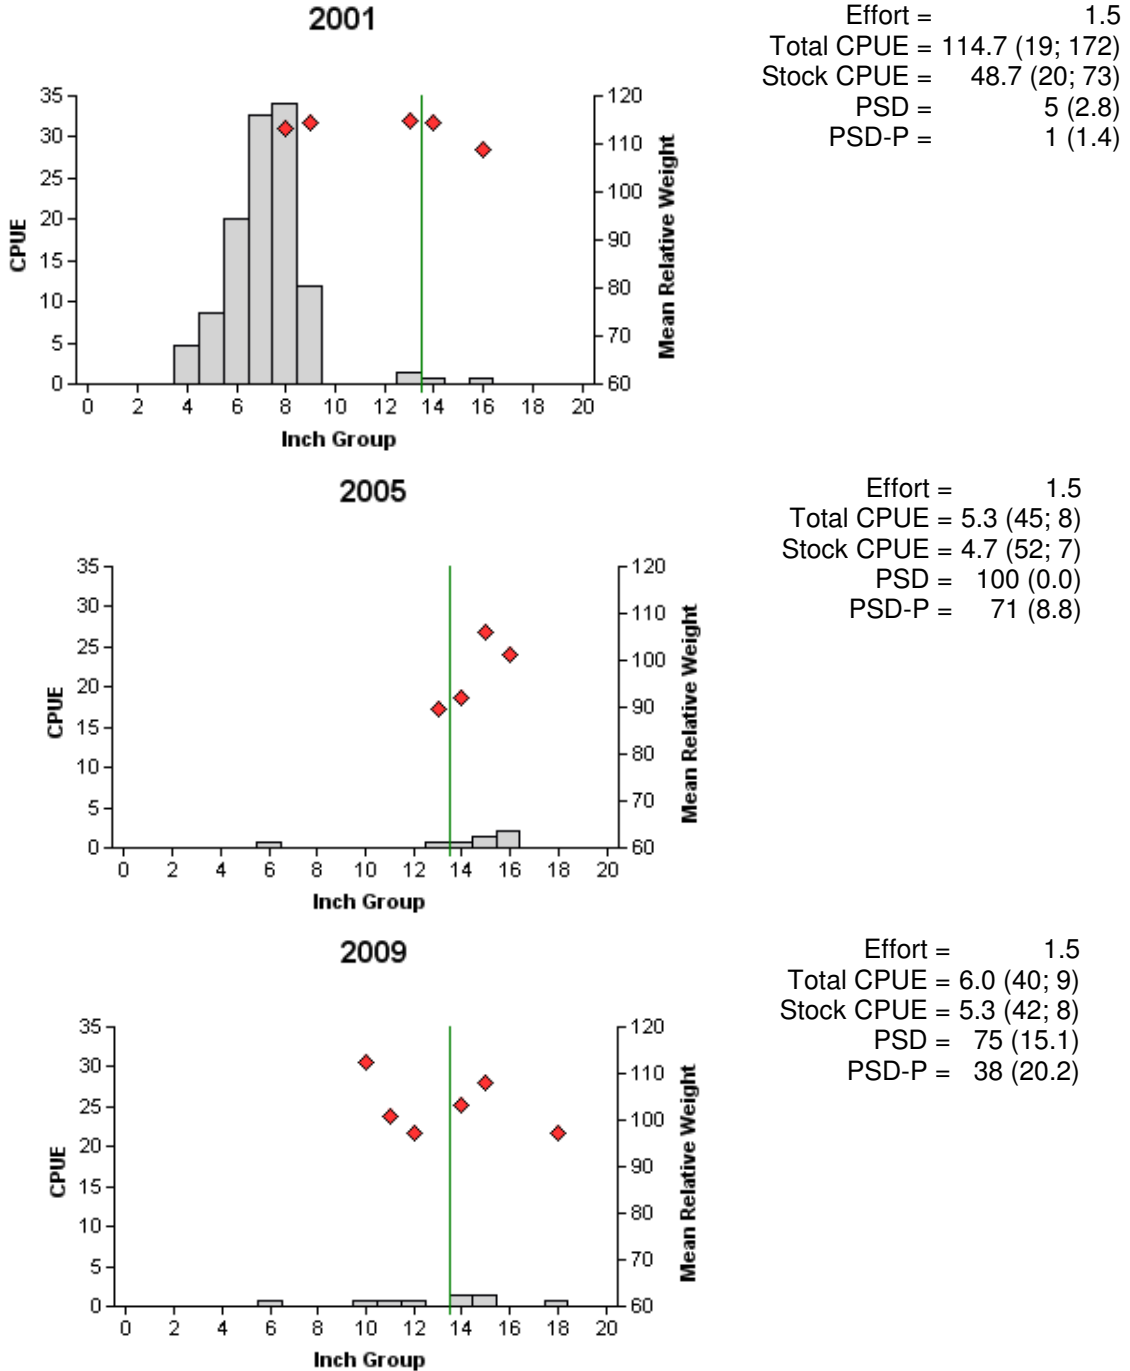 2001
Effort = 1.5
Total CPUE = 114.7 (19; 172)
Stock CPUE = 48.7 (20; 73)
PSD = 5 (2.8)
PSD-P = 1 (1.4)
35
30
25
20
15
10
5
0
CPUE
120
110
100
90
80
70
60
Mean Relative Weight
0 2 4 6 8 10 12 14 16 18 20
Inch Group
2005
Effort = 1.5
Total CPUE = 5.3 (45; 8)
Stock CPUE = 4.7 (52; 7)
PSD = 100 (0.0)
PSD-P = 71 (8.8)
35
30
25
20
15
10
5
0
CPUE
120
110
100
90
80
70
60
Mean Relative Weight
0 2 4 6 8 10 12 14 16 18 20
Inch Group
2009
Effort = 1.5
Total CPUE = 6.0 (40; 9)
Stock CPUE = 5.3 (42; 8)
PSD = 75 (15.1)
PSD-P = 38 (20.2)
35
30
25
20
15
10
5
0
CPUE
120
110
100
90
80
70
60
Mean Relative Weight
0 2 4 6 8 10 12 14 16 18 20
Inch Group